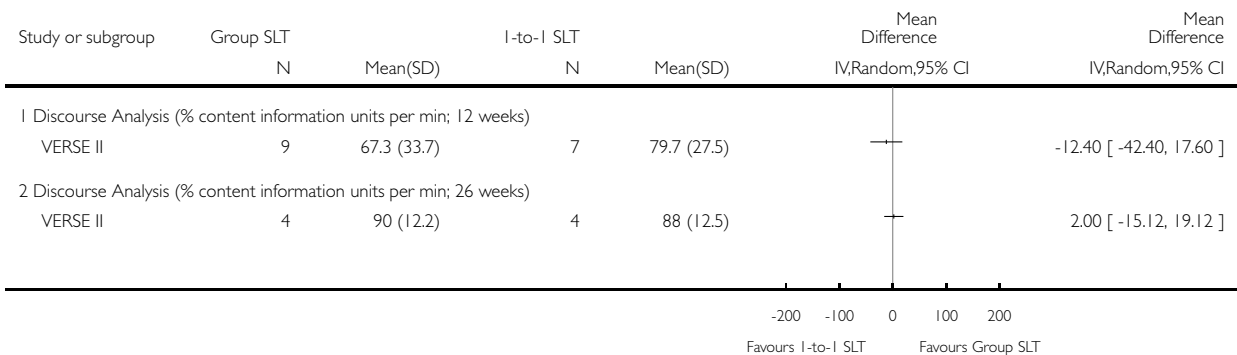 Mean Mean
Study or subgroup Group SLT 1-to-1 SLT Difference Difference
N Mean(SD) N Mean(SD) IV,Random,95% CI IV,Random,95% CI
1 Discourse Analysis (% content information units per min; 12 weeks)
VERSE II 9 67.3 (33.7) 7 79.7 (27.5) -12.40 [ -42.40, 17.60 ]
2 Discourse Analysis (% content information units per min; 26 weeks)
VERSE II 4 90 (12.2) 4 88 (12.5) 2.00 [ -15.12, 19.12 ]
-200 -100 0 100 200
Favours 1-to-1 SLT Favours Group SLT